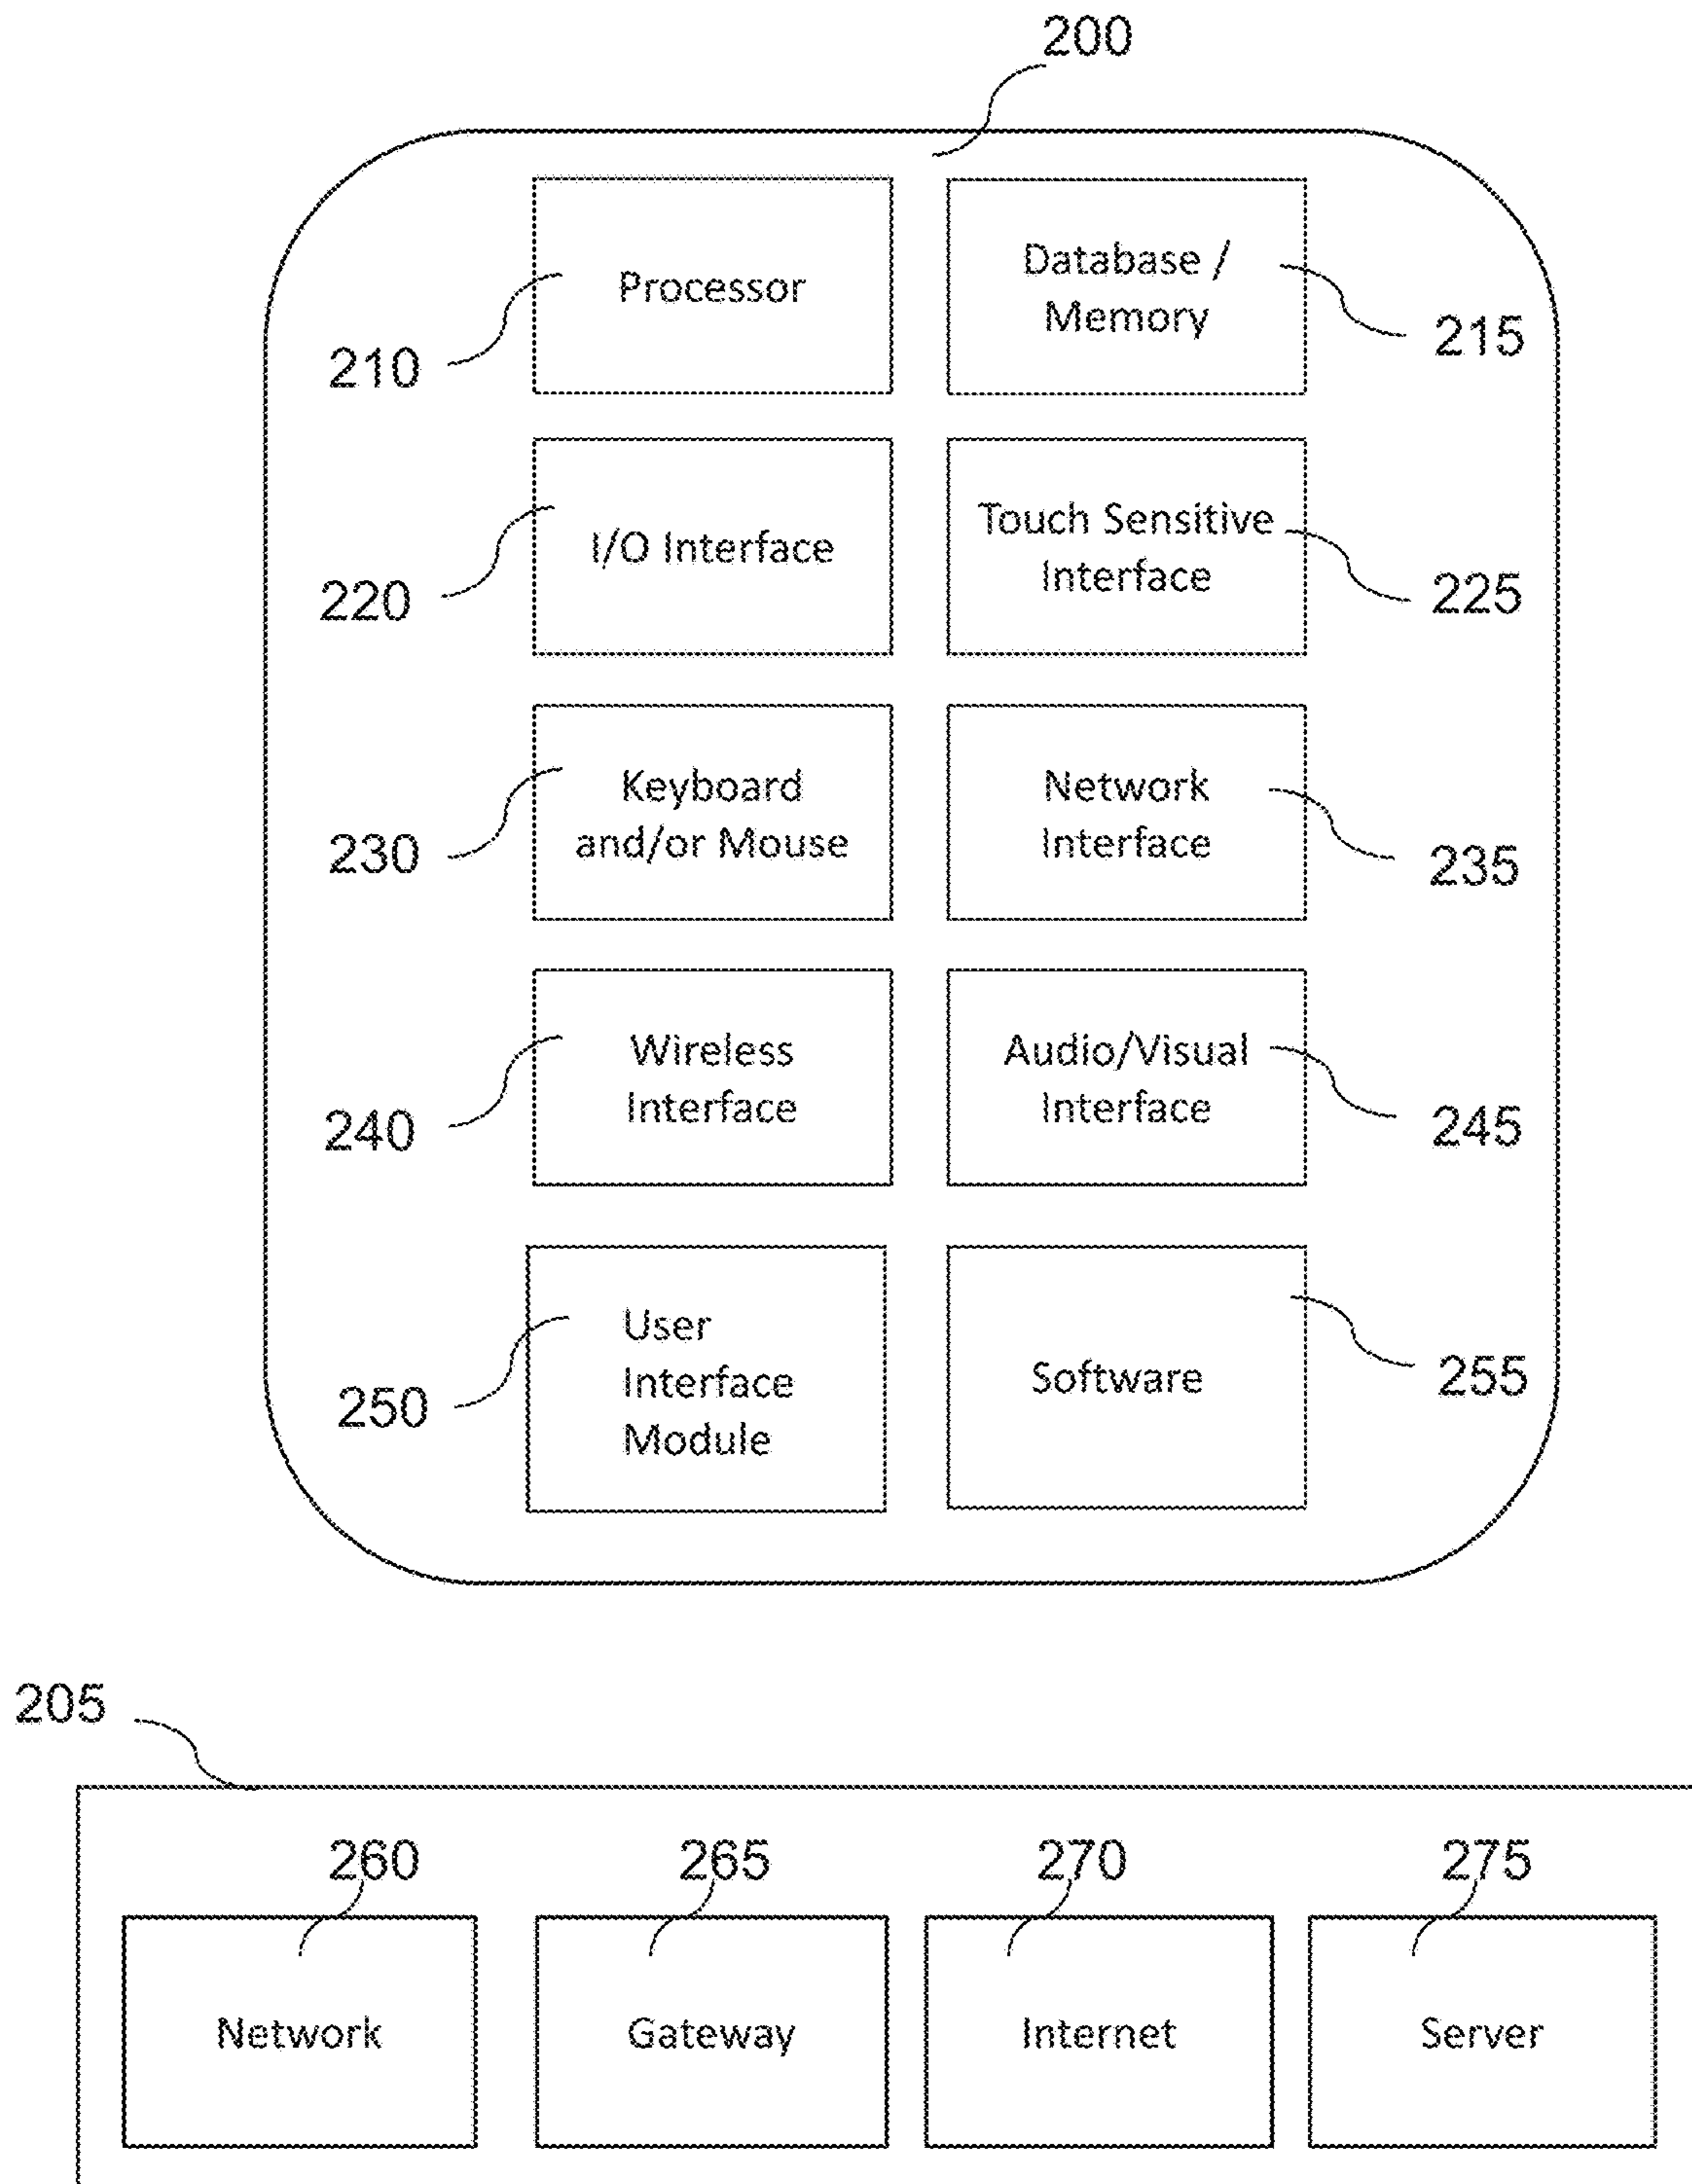 200
Processor
Database /
Memory
210
215
I/O Interface
Touch Sensitive
Interface
220
225
Keyboard
and/or Mouse
Network
Interface
230
235
Wireless
Interface
Audio/Visual
Interface
240
245
User
Interface
Module
Software
250
255
205
260
265
270
275
Network
Gateway
Internet
Server